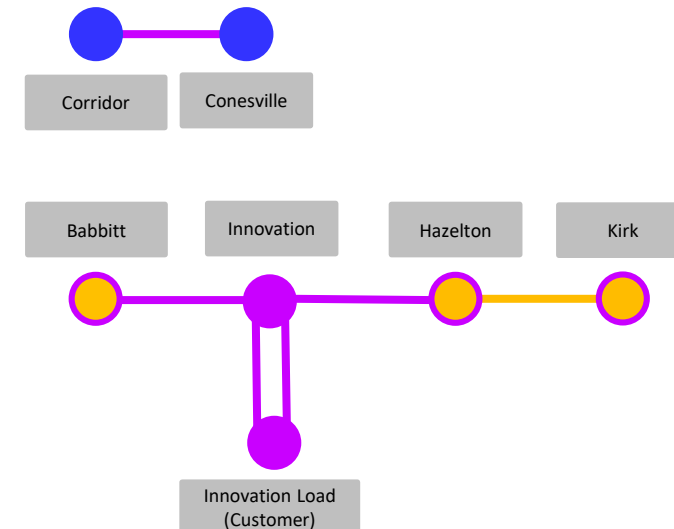 Corridor
Conesville
Babbitt
Innovation
Hazelton
Kirk
Innovation Load
(Customer)